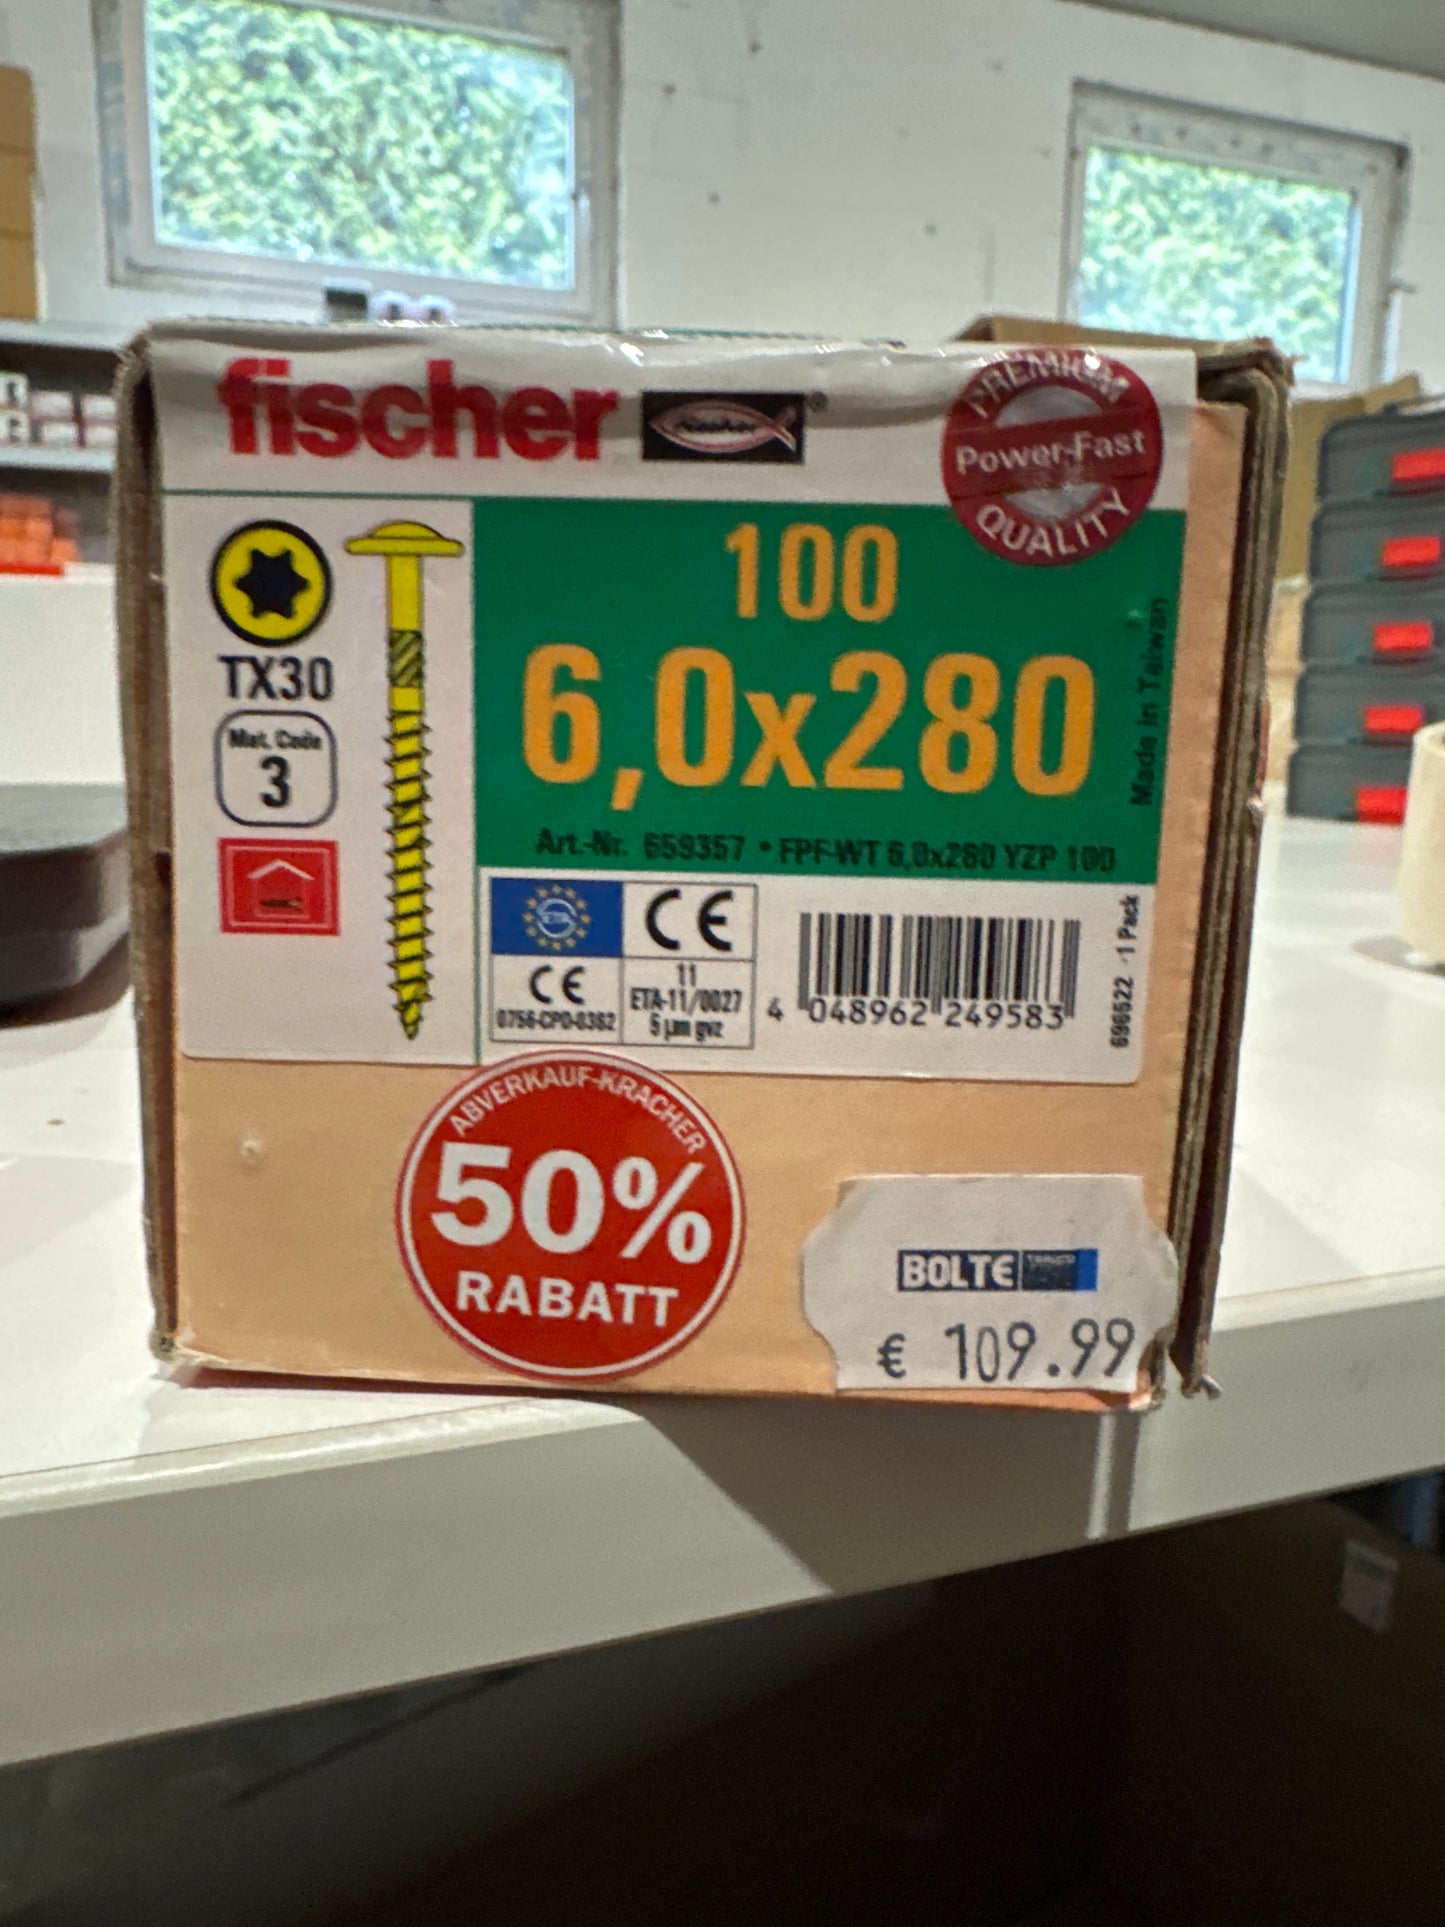 fischer
fischer
®
PREMIUM
Power-Fast
QUALITY
TX30
Mat. Code
3
100
6,0x280
Made in Taiwan
Art.-Nr. 659357 • FPF-WT 6,0x280 YZP 100
ETA
CE
CE
0756-CPD-0382
11
ETA-11/0027
5 µm gvz
4 048962 249583
696522 · 1 Pack
ABVERKAUF-KRACHER
50%
RABATT
BOLTE
€ 109.99